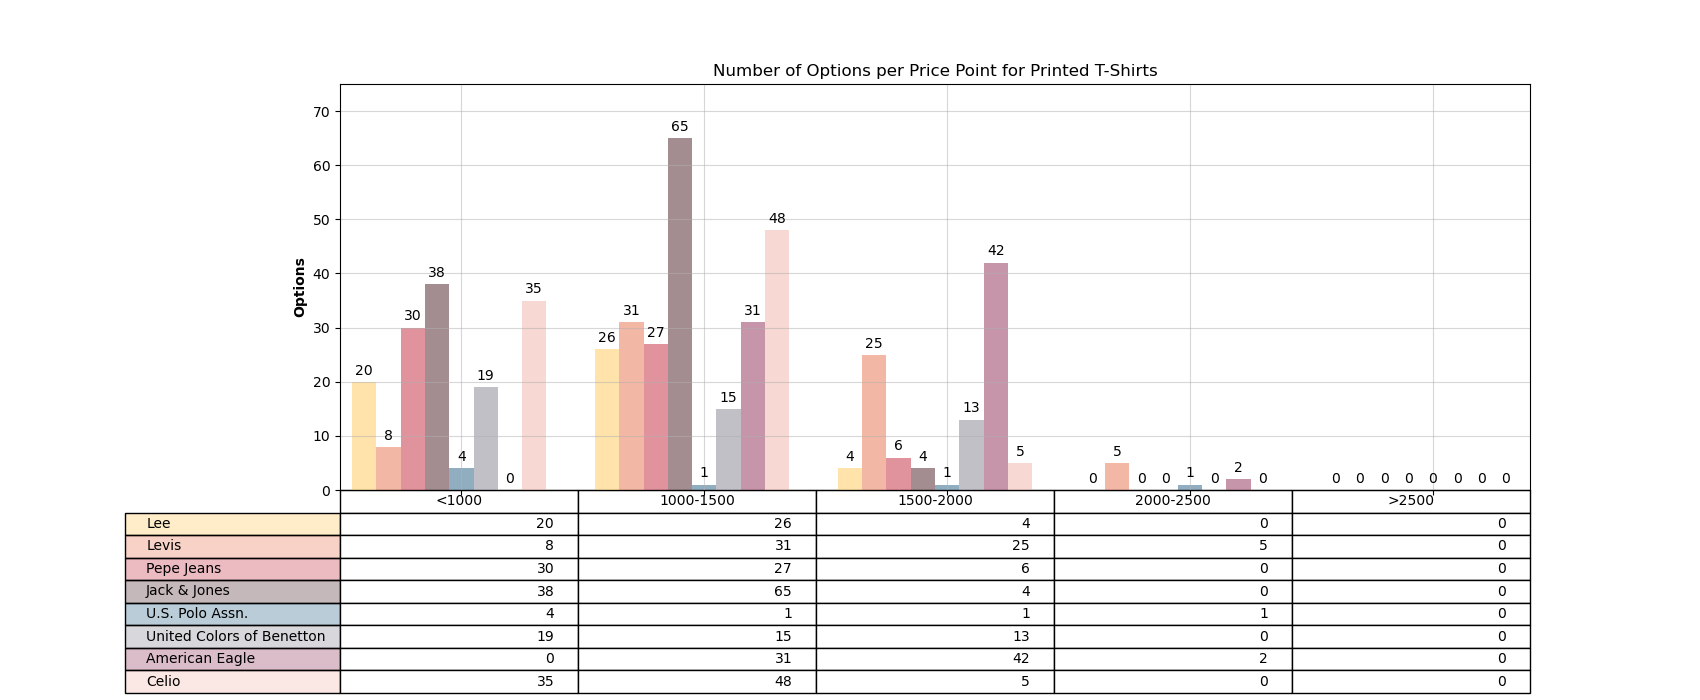 Number of Options per Price Point for Printed T-Shirts
70
60
50
40
30
20
10
0
Options
20 8 30 38 4 19 0 35
26 31 27 65 1 15 31 48
4 25 6 4 1 13 42 5
0 5 0 0 1 0 2 0
0 0 0 0 0 0 0 0
<1000 1000-1500 1500-2000 2000-2500 >2500
Lee 20 26 4 0 0
Levis 8 31 25 5 0
Pepe Jeans 30 27 6 0 0
Jack & Jones 38 65 4 0 0
U.S. Polo Assn. 4 1 1 1 0
United Colors of Benetton 19 15 13 0 0
American Eagle 0 31 42 2 0
Celio 35 48 5 0 0